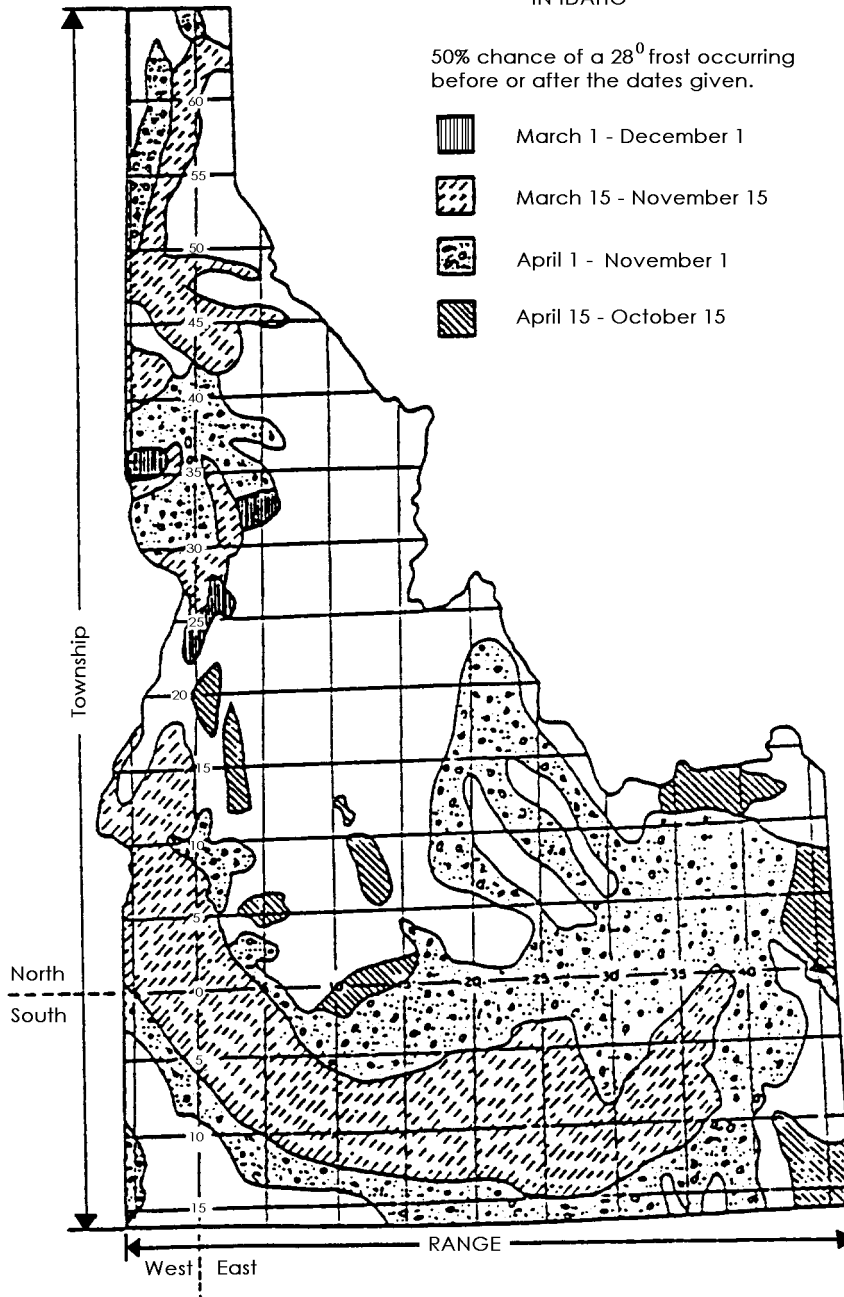 IN IDAHO
50% chance of a 28⁰ frost occurring
before or after the dates given.
March 1 - December 1
March 15 - November 15
April 1 - November 1
April 15 - October 15
Township
60
55
50
45
40
35
30
25
20
15
10
5
North
0
20
25
30
35
40
South
5
10
15
RANGE
West
East